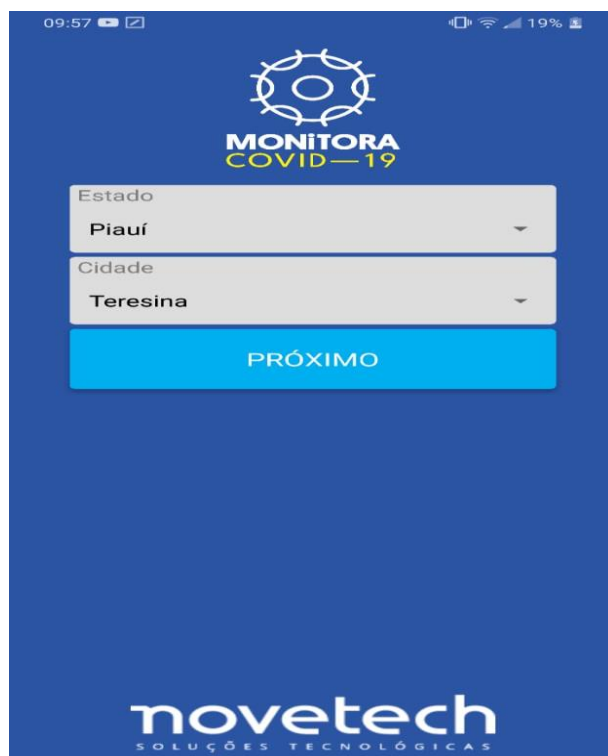 09:57 19%
MONiTORA
COVID—19
Estado
Piauí
Cidade
Teresina
PRÓXIMO
novetech
SOLUÇÕES TECNOLÓGICAS